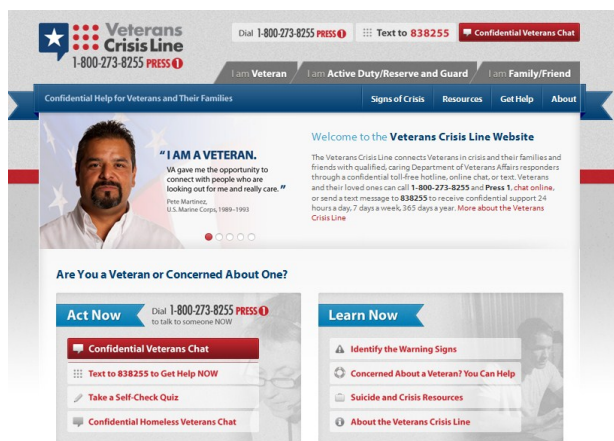 Veterans
Crisis Line
1-800-273-8255 PRESS 1
Dial 1-800-273-8255 PRESS 1
Text to 838255
Confidential Veterans Chat
I am Veteran
I am Active Duty/Reserve and Guard
I am Family/Friend
Confidential Help for Veterans and Their Families
Signs of Crisis
Resources
Get Help
About
"I AM A VETERAN.
VA gave me the opportunity to
connect with people who are
looking out for me and really care."
Pete Martinez,
U.S. Marine Corps, 1989–1993
Welcome to the Veterans Crisis Line Website
The Veterans Crisis Line connects Veterans in crisis and their families and
friends with qualified, caring Department of Veterans Affairs responders
through a confidential toll-free hotline, online chat, or text. Veterans
and their loved ones can call 1-800-273-8255 and Press 1, chat online,
or send a text message to 838255 to receive confidential support 24
hours a day, 7 days a week, 365 days a year. More about the Veterans
Crisis Line
Are You a Veteran or Concerned About One?
Act Now
Dial 1-800-273-8255 PRESS 1
to talk to someone NOW
Confidential Veterans Chat
Text to 838255 to Get Help NOW
Take a Self-Check Quiz
Confidential Homeless Veterans Chat
Learn Now
Identify the Warning Signs
Concerned About a Veteran? You Can Help
Suicide and Crisis Resources
About the Veterans Crisis Line